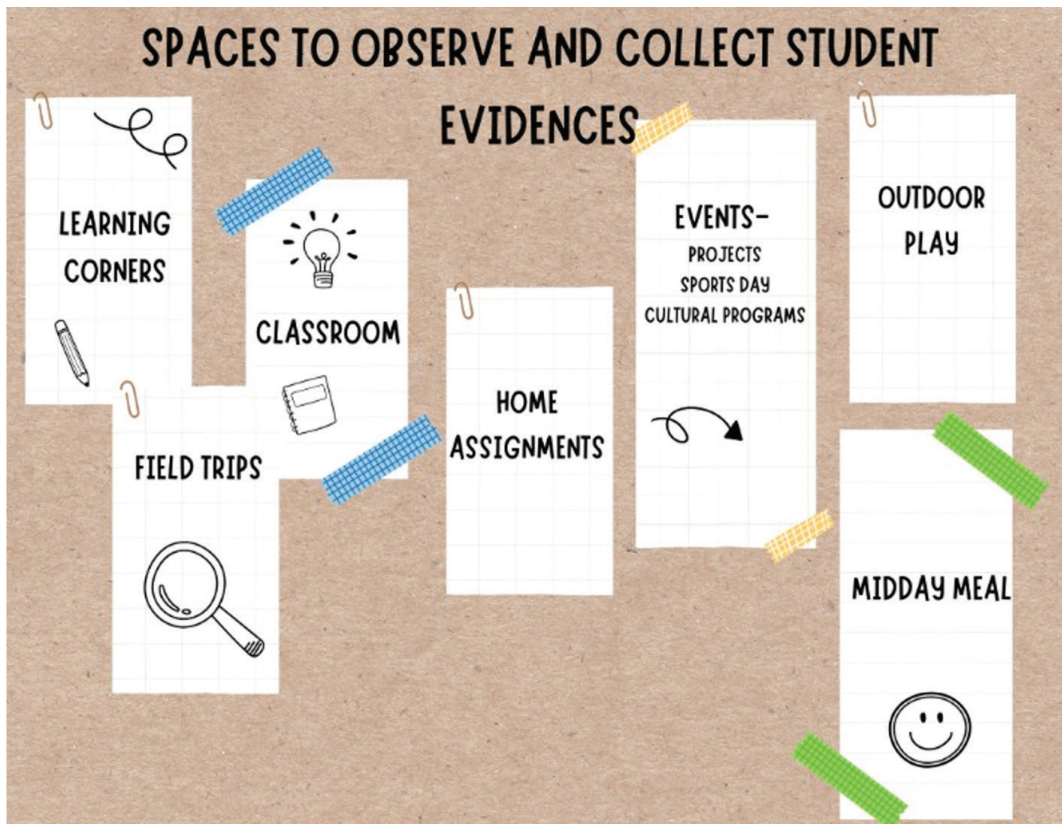 SPACES TO OBSERVE AND COLLECT STUDENT
EVIDENCES
LEARNING
CORNERS
CLASSROOM
FIELD TRIPS
HOME
ASSIGNMENTS
EVENTS-
PROJECTS
SPORTS DAY
CULTURAL PROGRAMS
OUTDOOR
PLAY
MIDDAY MEAL